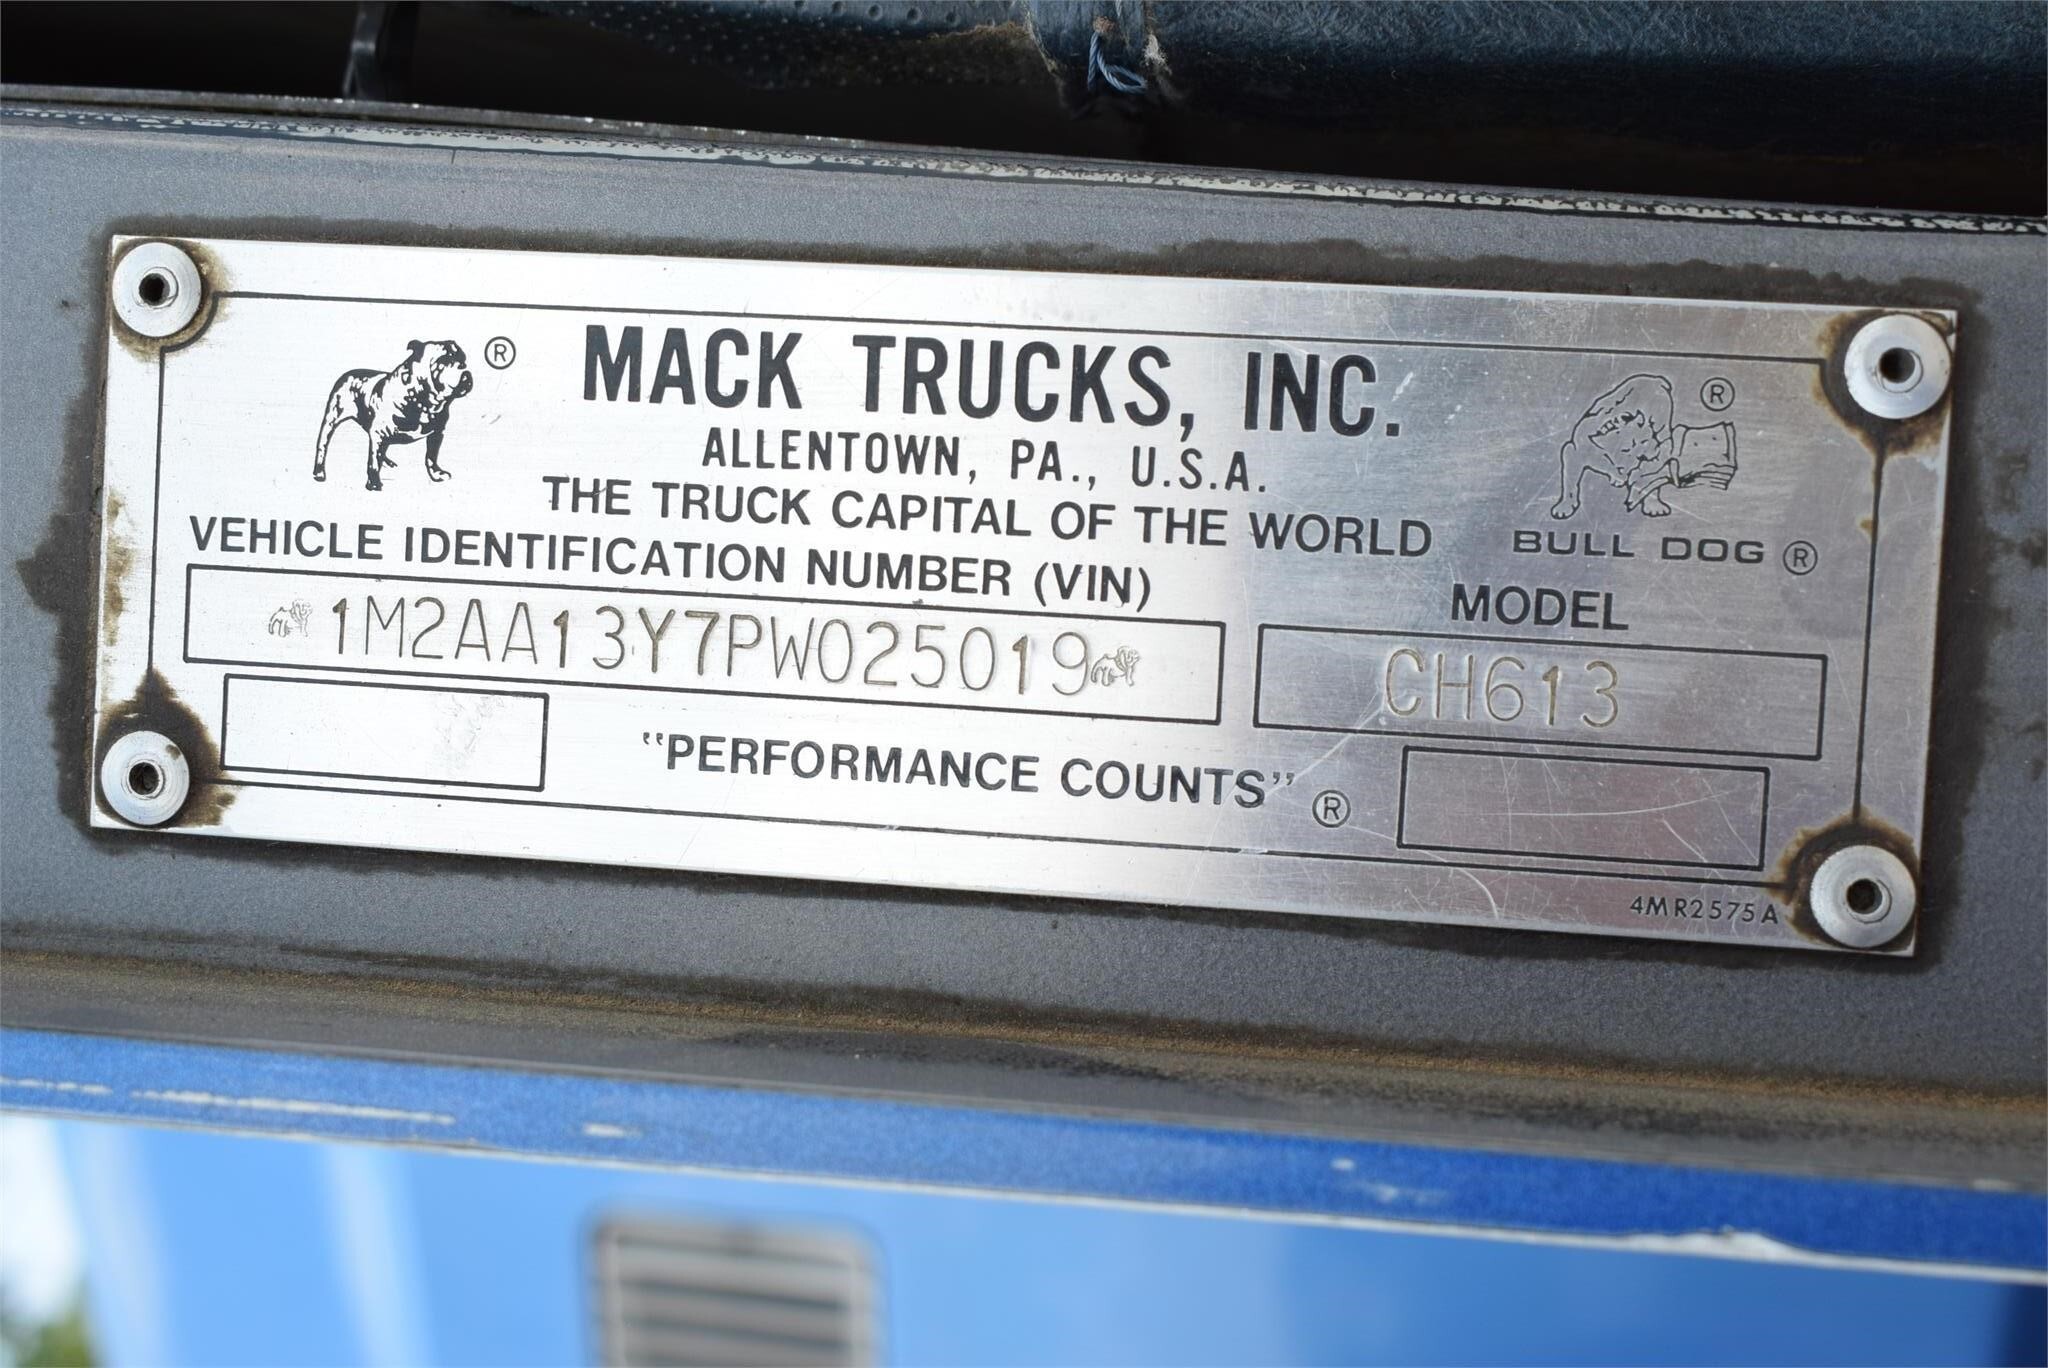 ®
MACK TRUCKS, INC.
ALLENTOWN, PA., U.S.A.
THE TRUCK CAPITAL OF THE WORLD
®
BULL DOG ®
VEHICLE IDENTIFICATION NUMBER (VIN)
1M2AA13Y7PW025019
MODEL
CH613
"PERFORMANCE COUNTS" ®
4MR2575A